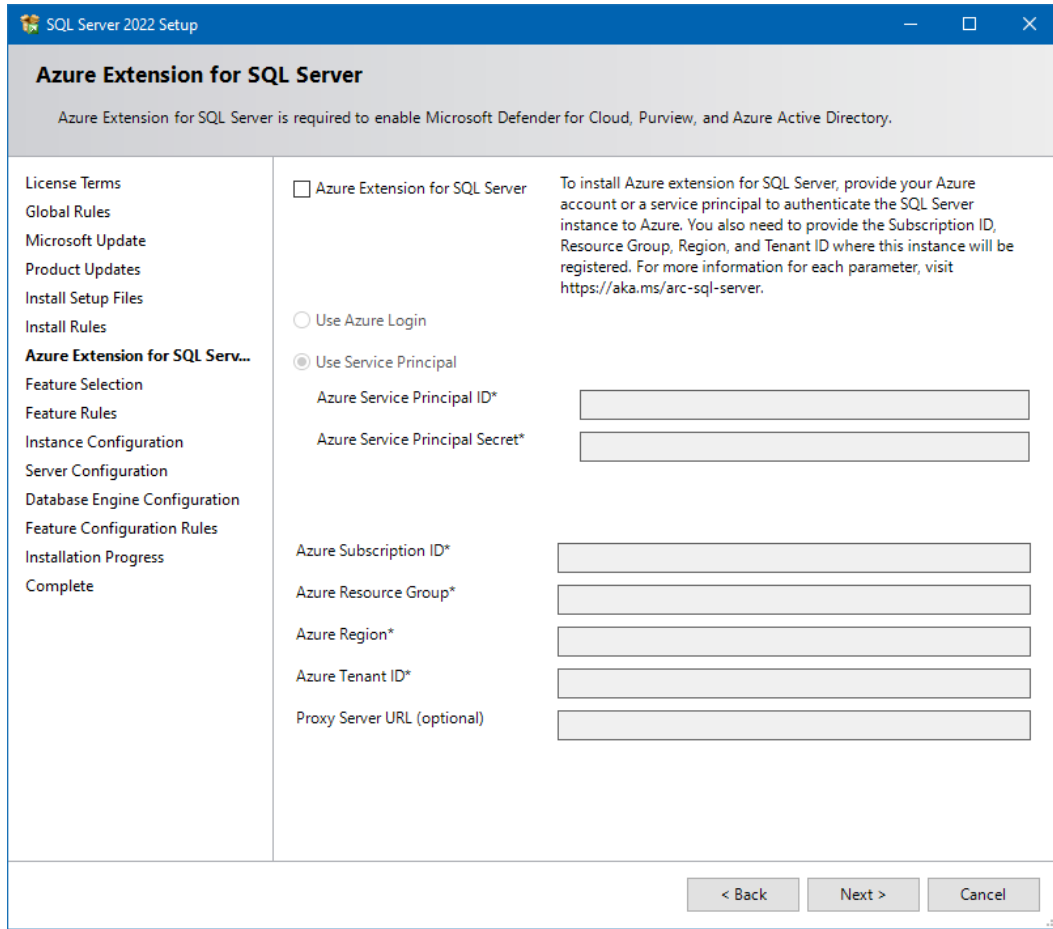 SQL Server 2022 Setup
Azure Extension for SQL Server
Azure Extension for SQL Server is required to enable Microsoft Defender for Cloud, Purview, and Azure Active Directory.
License Terms
Global Rules
Microsoft Update
Product Updates
Install Setup Files
Install Rules
Azure Extension for SQL Serv...
Feature Selection
Feature Rules
Instance Configuration
Server Configuration
Database Engine Configuration
Feature Configuration Rules
Installation Progress
Complete
Azure Extension for SQL Server
To install Azure extension for SQL Server, provide your Azure
account or a service principal to authenticate the SQL Server
instance to Azure. You also need to provide the Subscription ID,
Resource Group, Region, and Tenant ID where this instance will be
registered. For more information for each parameter, visit
https://aka.ms/arc-sql-server.
Use Azure Login
Use Service Principal
Azure Service Principal ID*
Azure Service Principal Secret*
Azure Subscription ID*
Azure Resource Group*
Azure Region*
Azure Tenant ID*
Proxy Server URL (optional)
< Back
Next >
Cancel